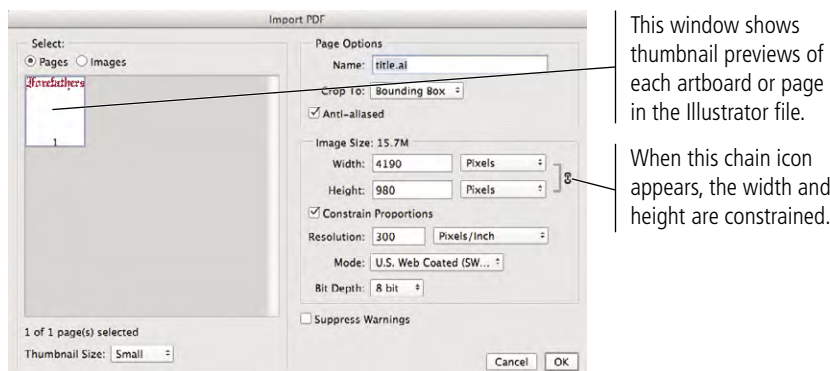 Import PDF
Select:
Pages Images
Forefathers
1
1 of 1 page(s) selected
Thumbnail Size: Small
Page Options
Name: title.ai
Crop To: Bounding Box
Anti-aliased
Image Size: 15.7M
Width: 4190 Pixels
Height: 980 Pixels
Constrain Proportions
Resolution: 300 Pixels/Inch
Mode: U.S. Web Coated (SW...
Bit Depth: 8 bit
Suppress Warnings
Cancel OK
This window shows
thumbnail previews of
each artboard or page
in the Illustrator file.
When this chain icon
appears, the width and
height are constrained.